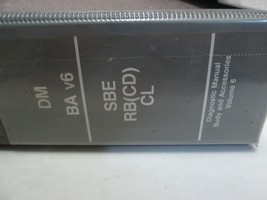 DM
BA v6
SBE
RB(CD)
CL
Diagnostic Manual
Body and Accessories
Volume 6